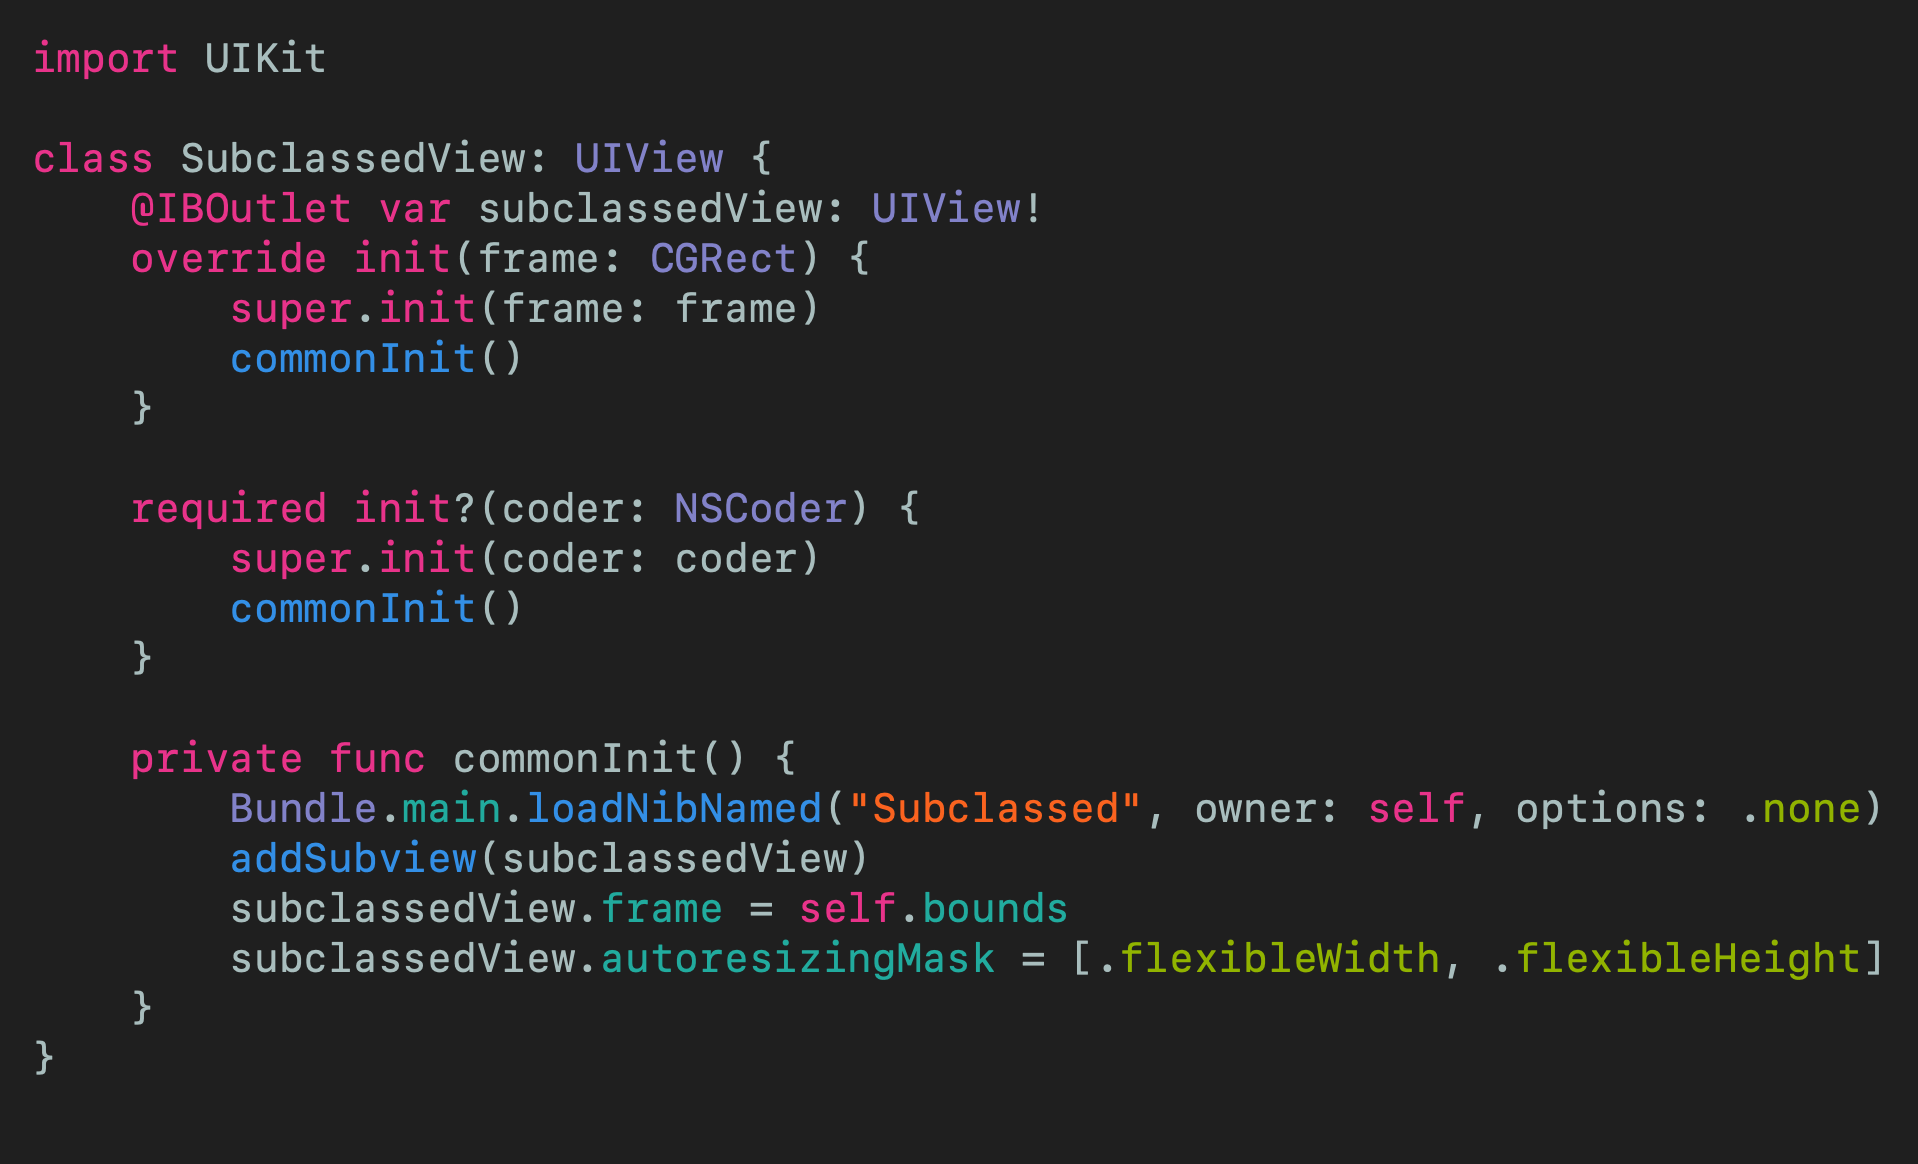 import UIKit

class SubclassedView: UIView {
    @IBOutlet var subclassedView: UIView!
    override init(frame: CGRect) {
        super.init(frame: frame)
        commonInit()
    }

    required init?(coder: NSCoder) {
        super.init(coder: coder)
        commonInit()
    }

    private func commonInit() {
        Bundle.main.loadNibNamed("Subclassed", owner: self, options: .none)
        addSubview(subclassedView)
        subclassedView.frame = self.bounds
        subclassedView.autoresizingMask = [.flexibleWidth, .flexibleHeight]
    }
}